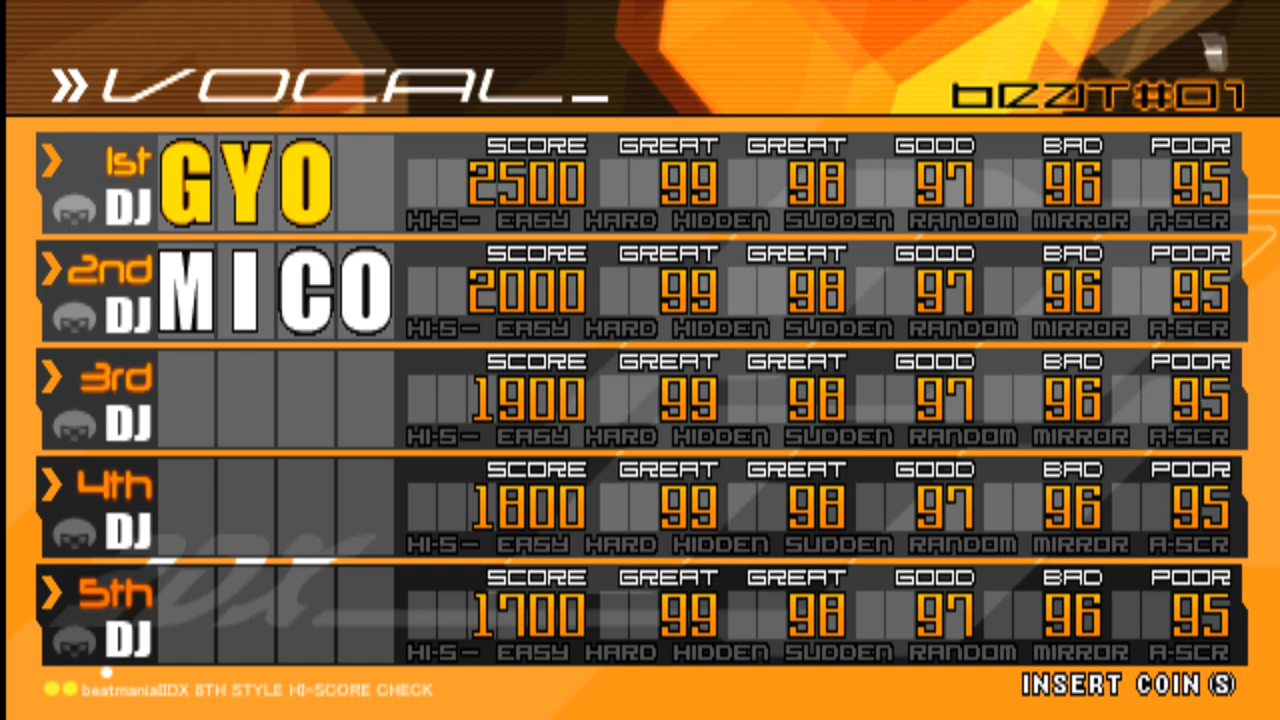 »VOCAL_
beat#01
1st DJ GYO
SCORE GREAT GREAT GOOD BAD POOR
2500 99 98 97 96 95
HI-S- EASY HARD HIDDEN SUDDEN RANDOM MIRROR A-SCR
2nd DJ MICO
SCORE GREAT GREAT GOOD BAD POOR
2000 99 98 97 96 95
HI-S- EASY HARD HIDDEN SUDDEN RANDOM MIRROR A-SCR
3rd DJ
SCORE GREAT GREAT GOOD BAD POOR
1900 99 98 97 96 95
HI-S- EASY HARD HIDDEN SUDDEN RANDOM MIRROR A-SCR
4th DJ
SCORE GREAT GREAT GOOD BAD POOR
1800 99 98 97 96 95
HI-S- EASY HARD HIDDEN SUDDEN RANDOM MIRROR A-SCR
5th DJ
SCORE GREAT GREAT GOOD BAD POOR
1700 99 98 97 96 95
HI-S- EASY HARD HIDDEN SUDDEN RANDOM MIRROR A-SCR
IIDX
beatmaniaIIDX 8TH STYLE HI-SCORE CHECK
INSERT COIN(S)